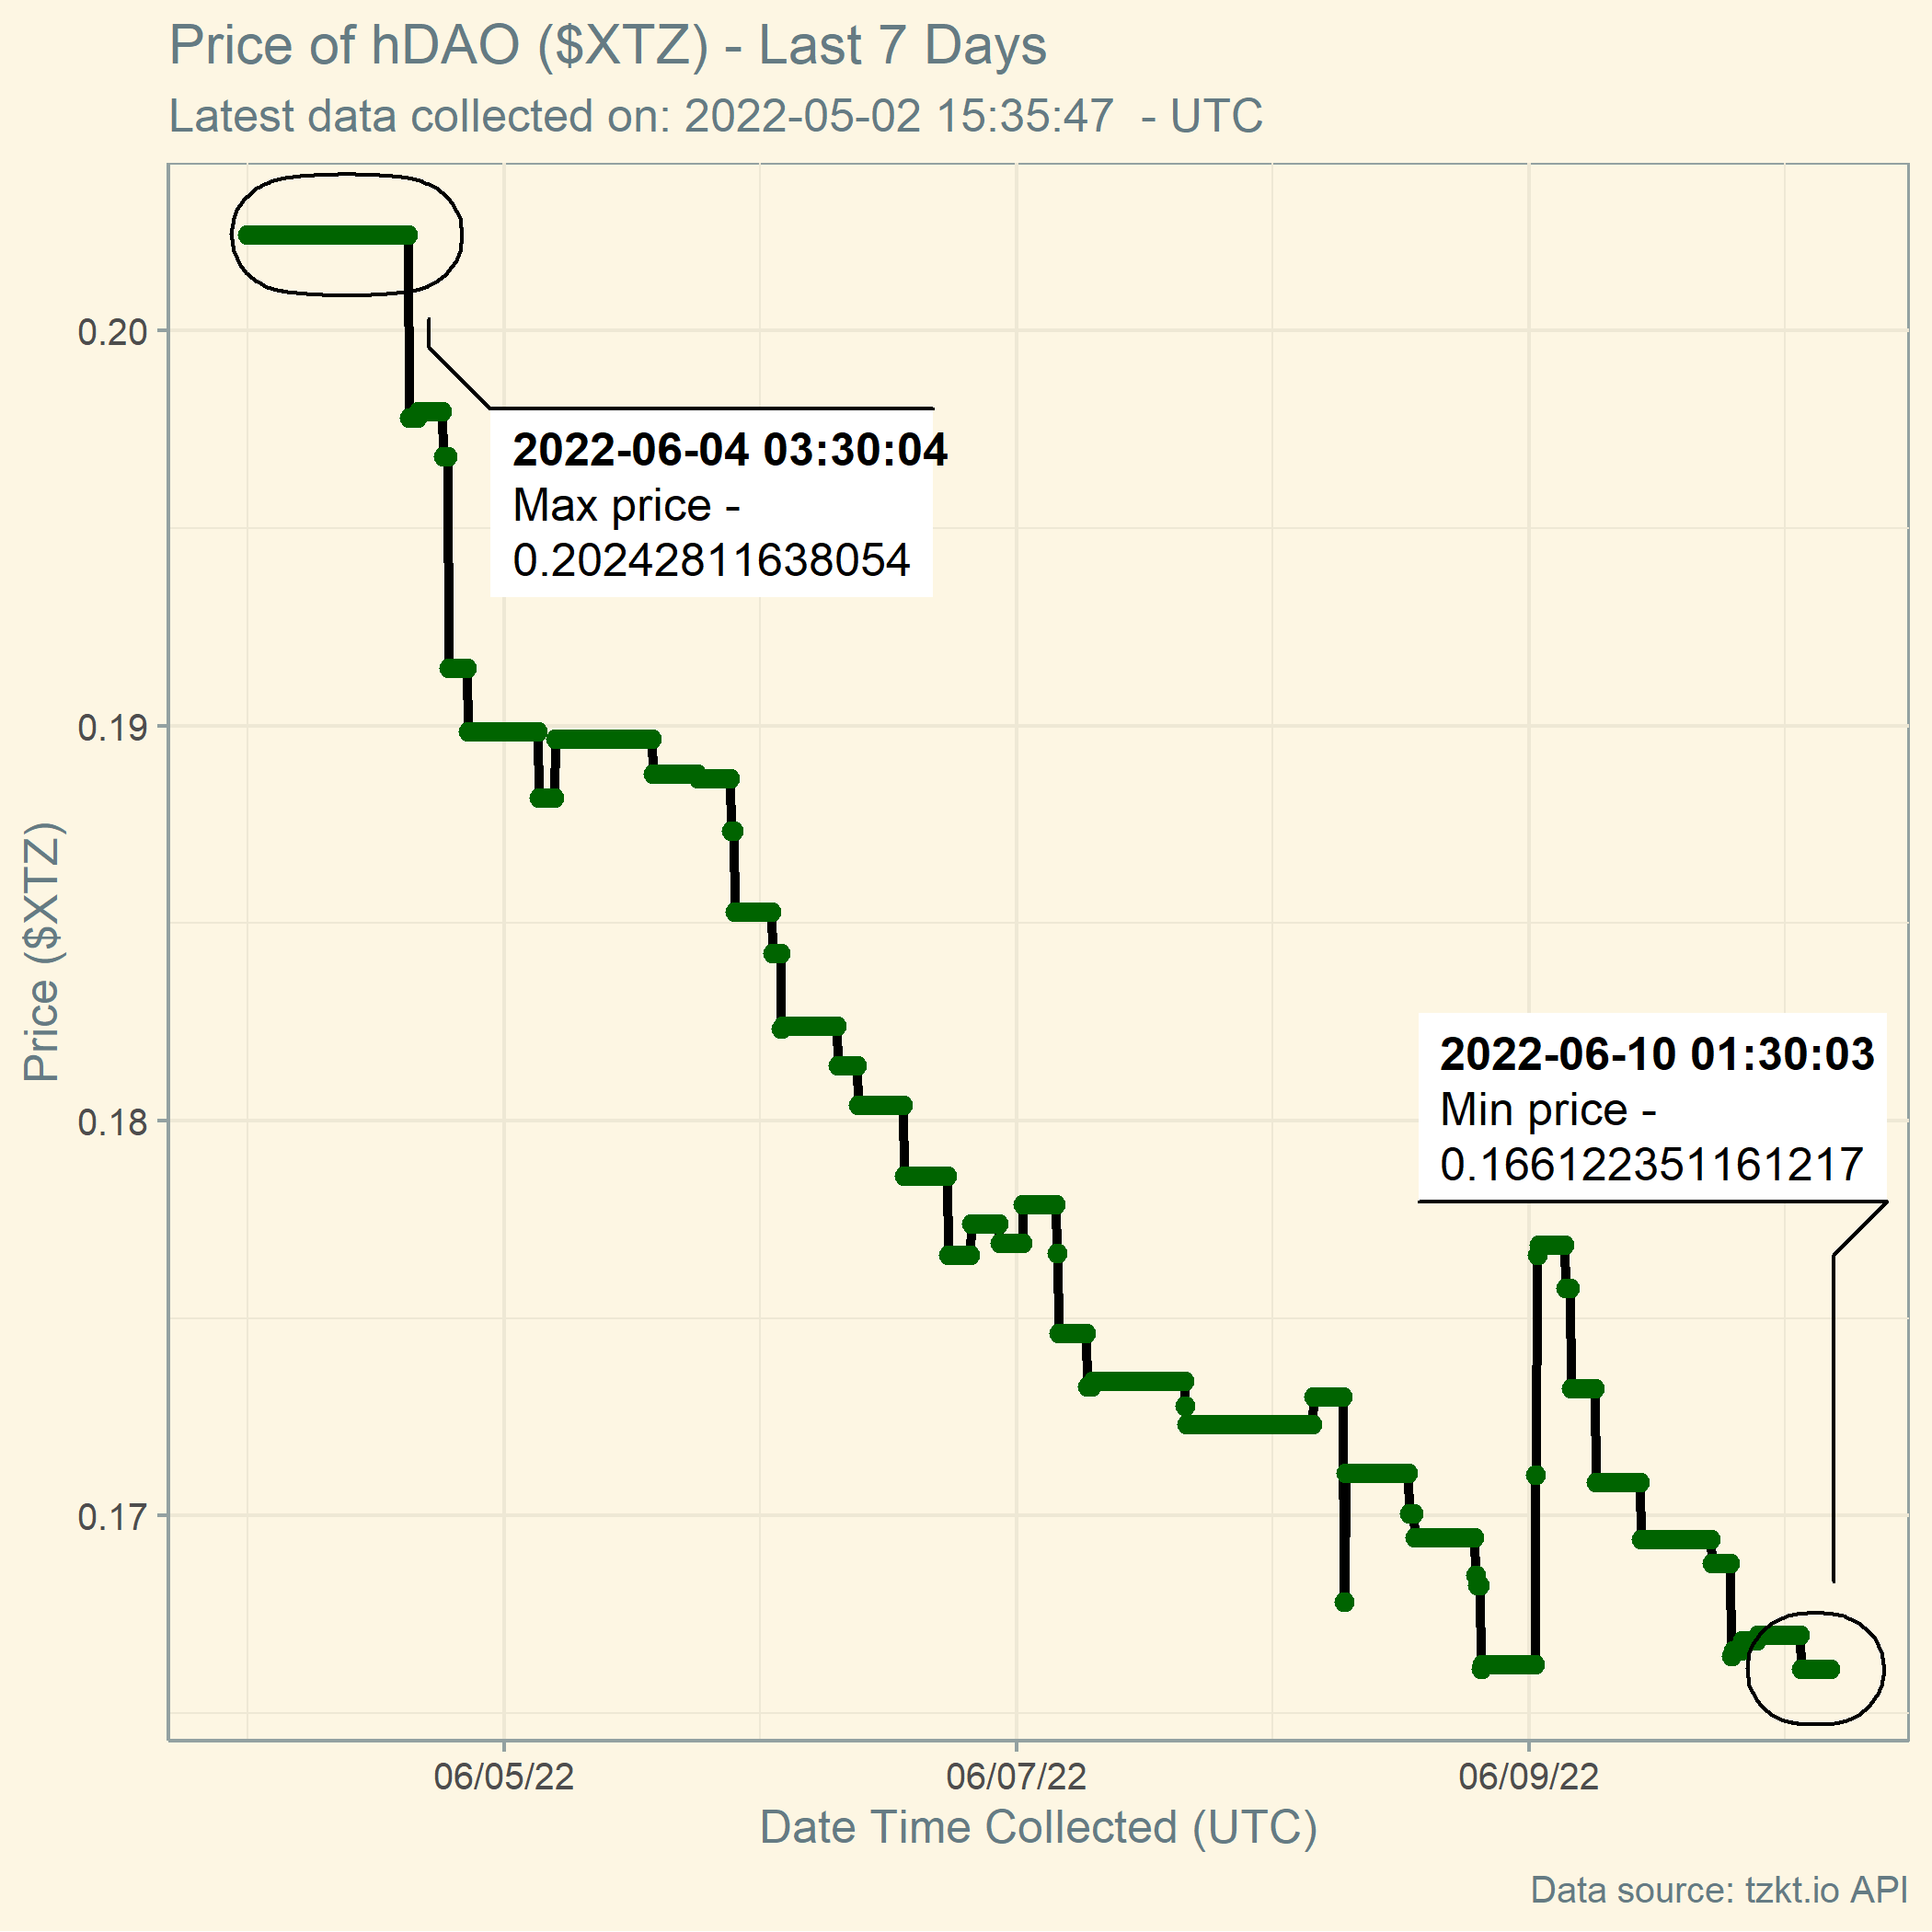 Price of hDAO ($XTZ) - Last 7 Days
Latest data collected on: 2022-05-02 15:35:47  - UTC
0.20
2022-06-04 03:30:04
Max price -
0.20242811638054
0.19
Price ($XTZ)
2022-06-10 01:30:03
Min price -
0.166122351161217
0.18
0.17
06/05/22
06/07/22
06/09/22
Date Time Collected (UTC)
Data source: tzkt.io API